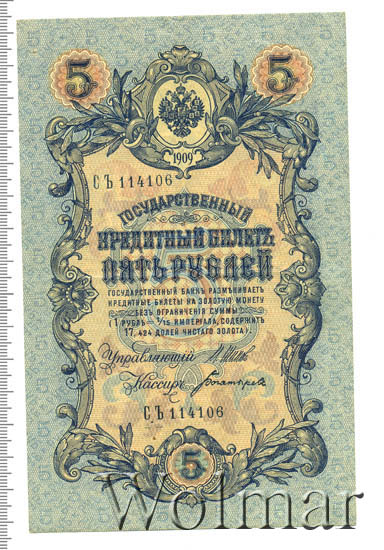 5 5
1909
СЪ 114106
ГОСУДАРСТВЕННЫЙ
КРЕДИТНЫЙ БИЛЕТЪ
ПЯТЬ РУБЛЕЙ
ГОСУДАРСТВЕННЫЙ БАНКЪ РАЗМѢНИВАЕТЪ
КРЕДИТНЫЕ БИЛЕТЫ НА ЗОЛОТУЮ МОНЕТУ
БЕЗЪ ОГРАНИЧЕНІЯ СУММЫ
(1 РУБЛЬ = 1/15 ИМПЕРІАЛА, СОДЕРЖИТЪ
17,424 ДОЛЕЙ ЧИСТАГО ЗОЛОТА).
Управляющій
Кассиръ
СЪ 114106
5
Wolmar